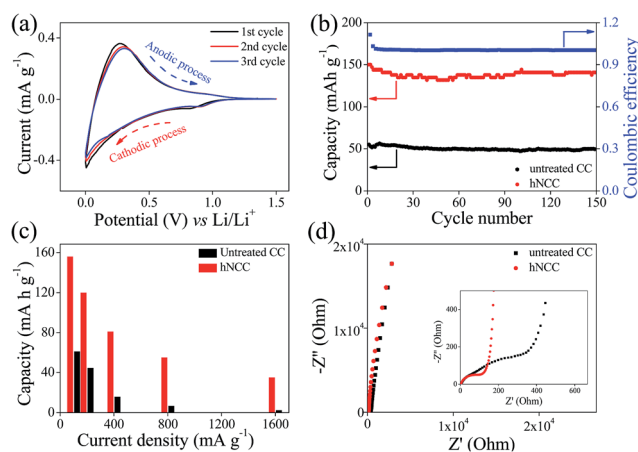 (a)
1st cycle
2nd cycle
3rd cycle
Anodic process
Cathodic process
0.4
0.0
-0.4
Current (mA g⁻¹)
0.0
0.5
1.0
1.5
Potential (V) vs Li/Li⁺
(b)
200
150
100
50
0
Capacity (mAh g⁻¹)
1.2
0.9
0.6
0.3
0.0
Coulombic efficiency
untreated CC
hNCC
0
30
60
90
120
150
Cycle number
(c)
Untreated CC
hNCC
160
120
80
40
0
Capacity (mA h g⁻¹)
0
400
800
1200
1600
Current density (mA g⁻¹)
(d)
2x10⁴
1x10⁴
0
-Z" (Ohm)
untreated CC
hNCC
400
200
0
-Z" (Ohm)
0
200
400
600
Z' (Ohm)
0
1x10⁴
2x10⁴
Z' (Ohm)